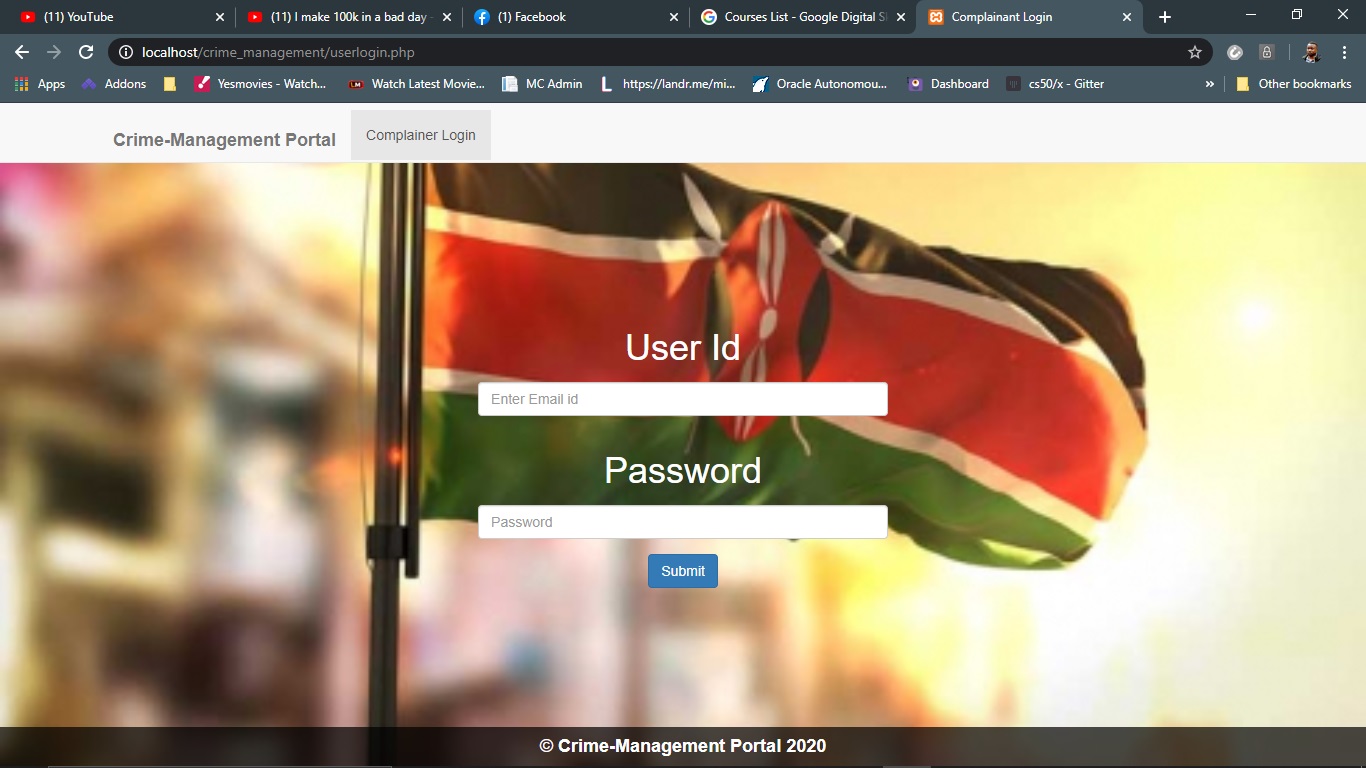 (11) YouTube
(11) I make 100k in a bad day -
(1) Facebook
Courses List - Google Digital Sk
Complainant Login
localhost/crime_management/userlogin.php
Apps
Addons
Yesmovies - Watch...
LM
Watch Latest Movie...
MC Admin
L
https://landr.me/mi...
Oracle Autonomou...
Dashboard
cs50/x - Gitter
»
Other bookmarks
Crime-Management Portal
Complainer Login
User Id
Enter Email id
Password
Password
Submit
© Crime-Management Portal 2020